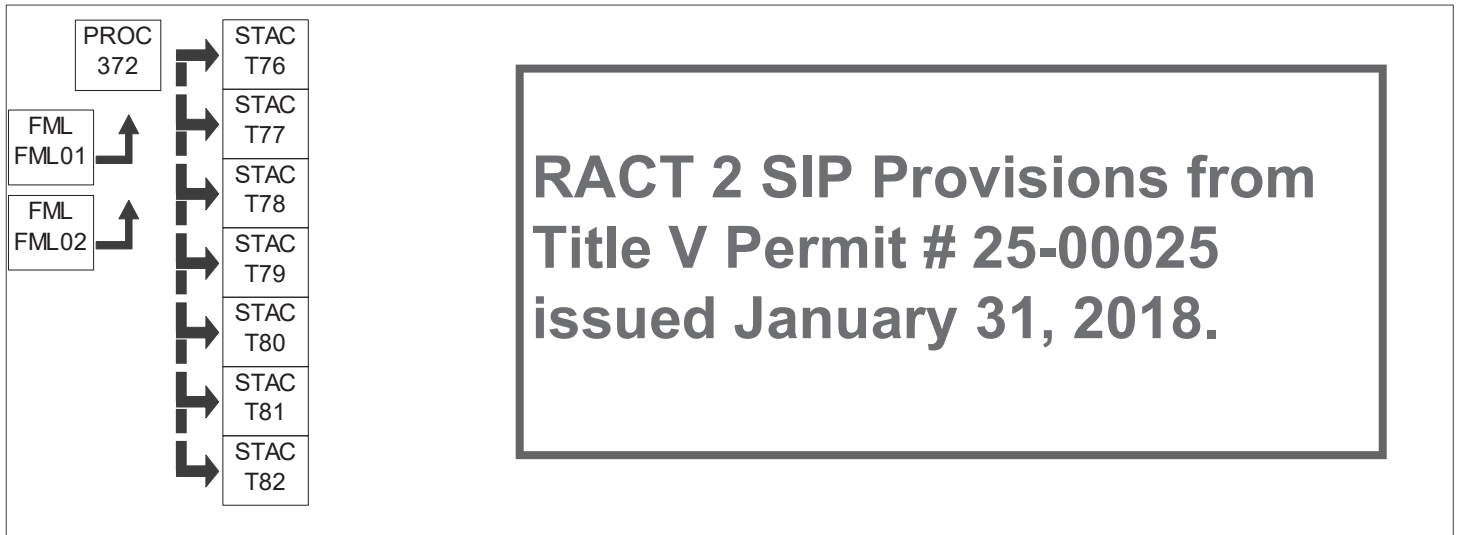 PROC
372
FML
FML01
FML
FML02
STAC
T76
STAC
T77
STAC
T78
STAC
T79
STAC
T80
STAC
T81
STAC
T82
RACT 2 SIP Provisions from
Title V Permit # 25-00025
issued January 31, 2018.